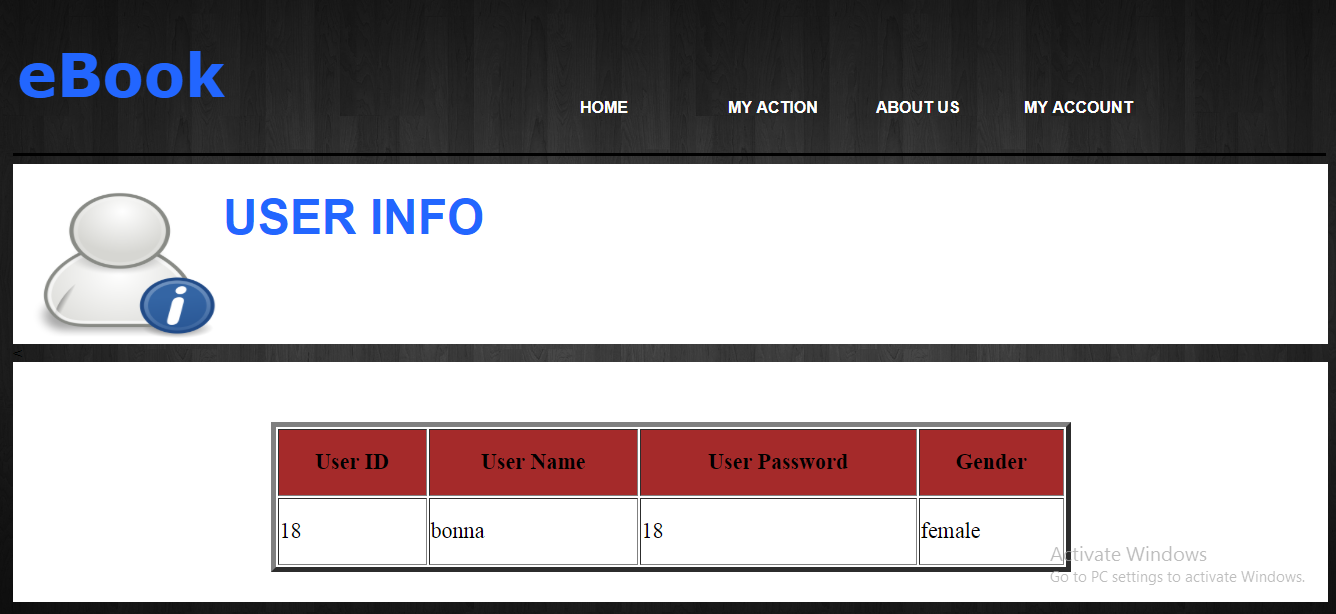 eBook
HOME MY ACTION ABOUT US MY ACCOUNT
USER INFO
i
<
User ID User Name User Password Gender
18 bonna 18 female
Activate Windows
Go to PC settings to activate Windows.